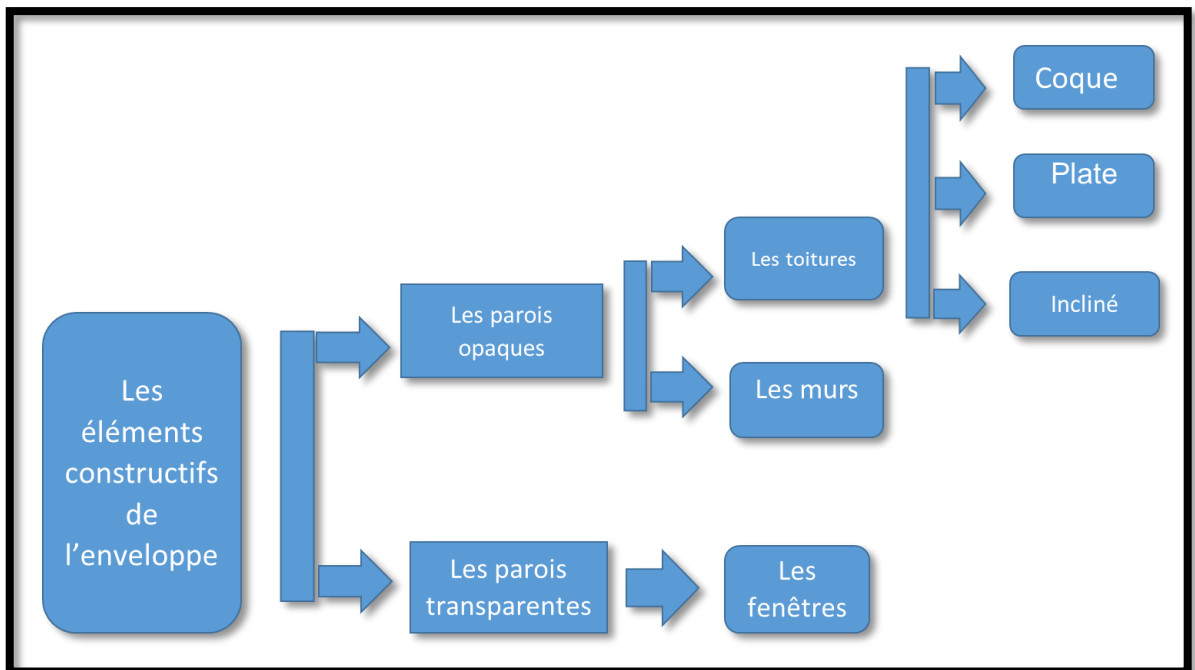 Les
éléments
constructifs
de
l’enveloppe
Les parois
opaques
Les parois
transparentes
Les toitures
Les murs
Les
fenêtres
Coque
Plate
Incliné